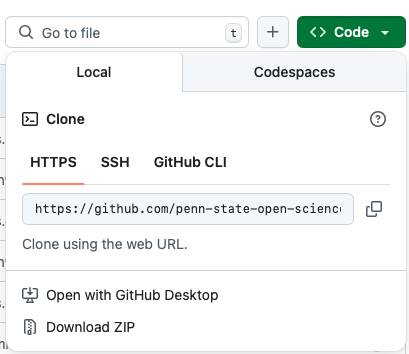 Go to file
t
+
<> Code
Local
Codespaces
Clone
?
HTTPS
SSH
GitHub CLI
https://github.com/penn-state-open-science
Clone using the web URL.
Open with GitHub Desktop
Download ZIP